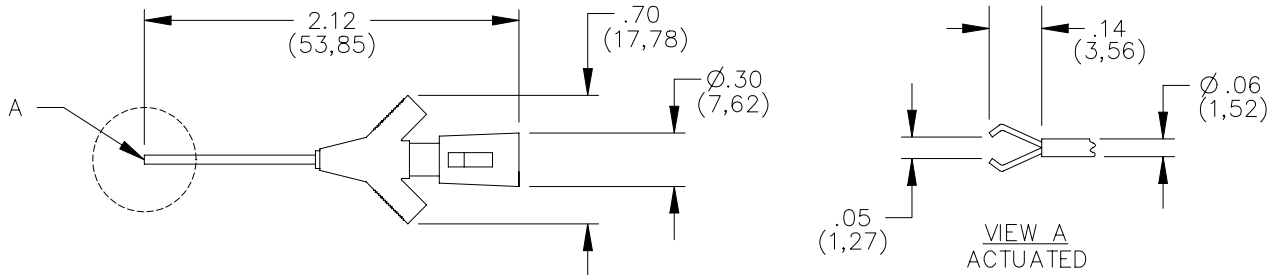 2.12
(53,85)
.70
(17,78)
Ø.30
(7,62)
A
.14
(3,56)
Ø.06
(1,52)
.05
(1,27)
VIEW A
ACTUATED